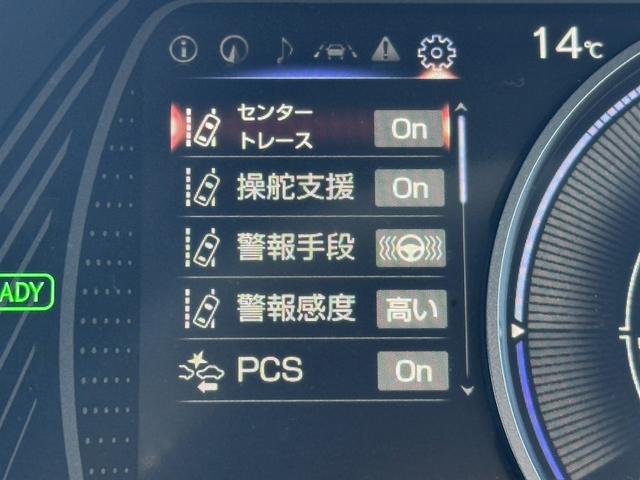 14℃
センター
トレース
On
操舵支援
On
警報手段
警報感度
高い
PCS
On
ADY